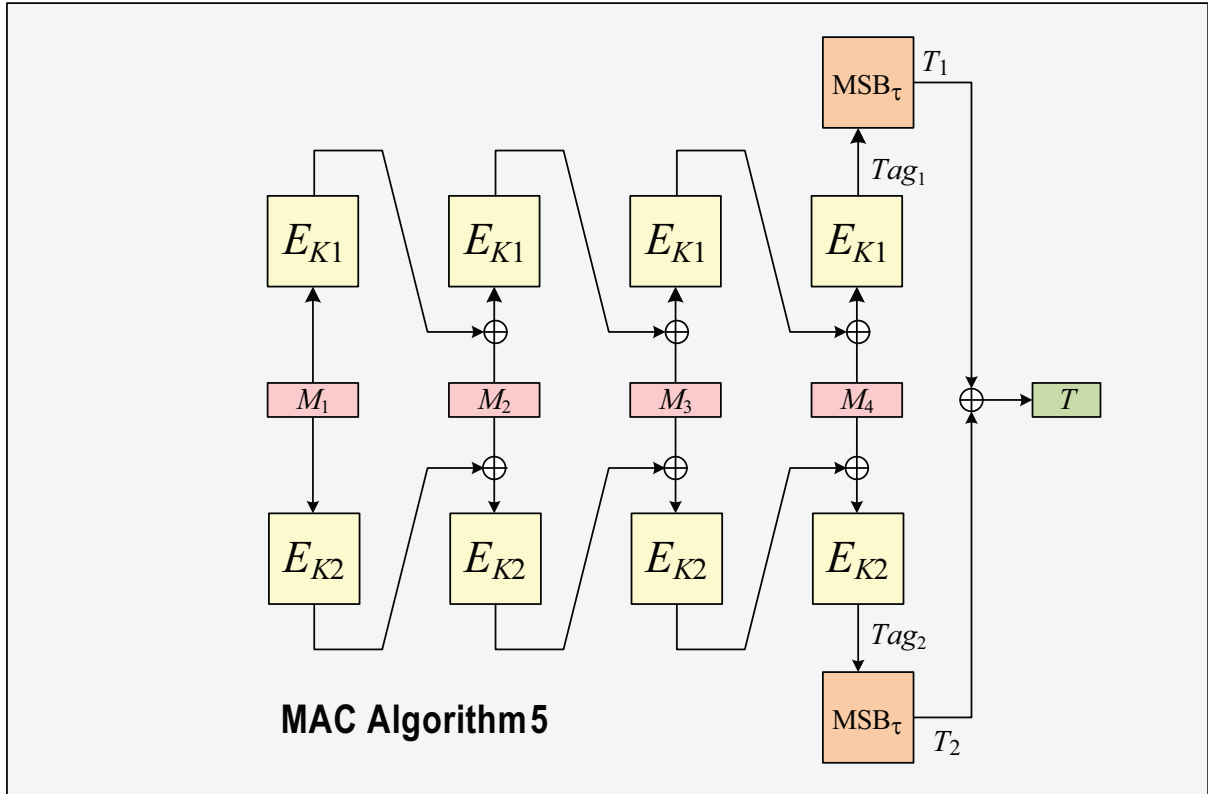 MSBτ
T1
Tag1
EK1 EK1 EK1 EK1
M1 M2 M3 M4 T
EK2 EK2 EK2 EK2
Tag2
MSBτ
T2
MAC Algorithm 5